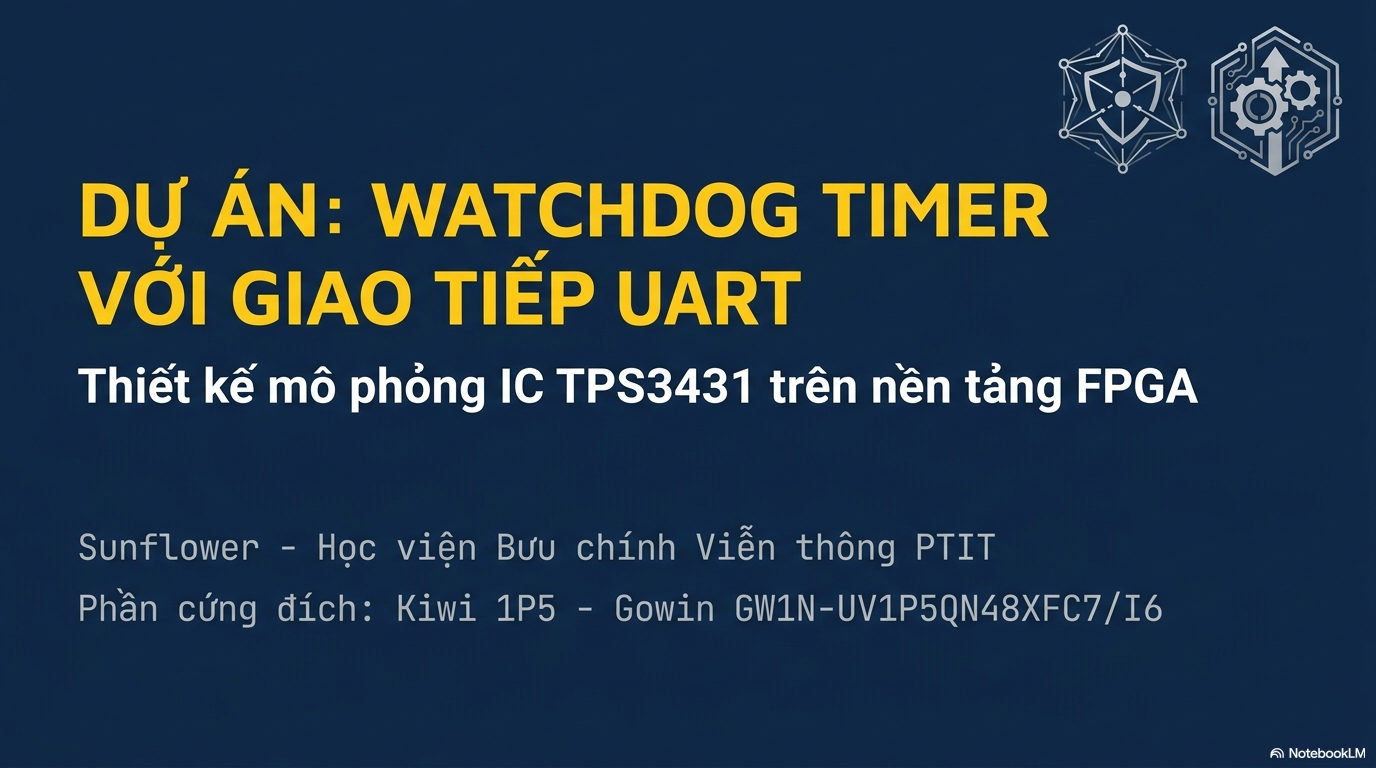 DỰ ÁN: WATCHDOG TIMER
VỚI GIAO TIẾP UART
Thiết kế mô phỏng IC TPS3431 trên nền tảng FPGA
Sunflower - Học viện Bưu chính Viễn thông PTIT
Phần cứng đích: Kiwi 1P5 - Gowin GW1N-UV1P5QN48XFC7/I6
NotebookLM